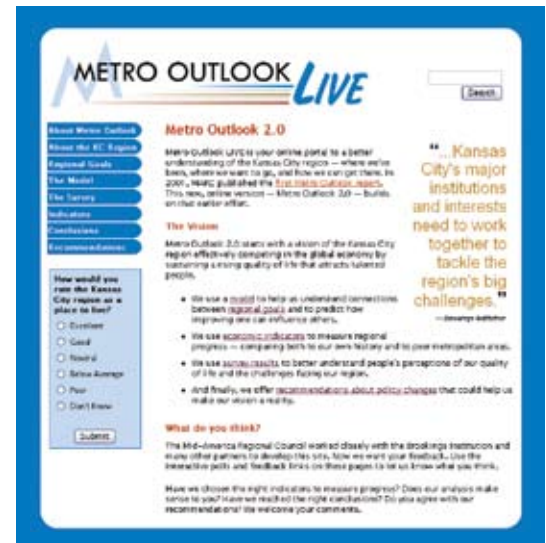 METRO OUTLOOK LIVE
Search
About Metro Outlook
About the KC Region
Regional Goals
The Model
The Survey
Indicators
Conclusions
Recommendations
How would you
rate the Kansas
City region as a
place to live?
Excellent
Good
Neutral
Below Average
Poor
Don't Know
Submit
Metro Outlook 2.0
Metro Outlook LIVE is your online portal to a better
understanding of the Kansas City region — where we've
been, where we want to go, and how we can get there. In
2001, MARC published the first Metro Outlook report.
This new, online version — Metro Outlook 2.0 — builds
on that earlier effort.
The Vision
Metro Outlook 2.0 starts with a vision of the Kansas City
region effectively competing in the global economy by
sustaining a rising quality of life that attracts talented
people.
• We use a model to help us understand connections
between regional goals and to predict how
improving one can influence others.
• We use economic indicators to measure regional
progress — comparing both to our own history and to peer metropolitan areas.
• We use survey results to better understand people's perceptions of our quality
of life and the challenges facing our region.
• And finally, we offer recommendations about policy changes that could help us
make our vision a reality.
What do you think?
The Mid-America Regional Council worked closely with the Brookings Institution and
many other partners to develop this site. Now we want your feedback. Use the
interactive polls and feedback links on these pages to let us know what you think.
Have we chosen the right indicators to measure progress? Does our analysis make
sense to you? Have we reached the right conclusions? Do you agree with our
recommendations? We welcome your comments.
"...Kansas
City's major
institutions
and interests
need to work
together to
tackle the
region's big
challenges."